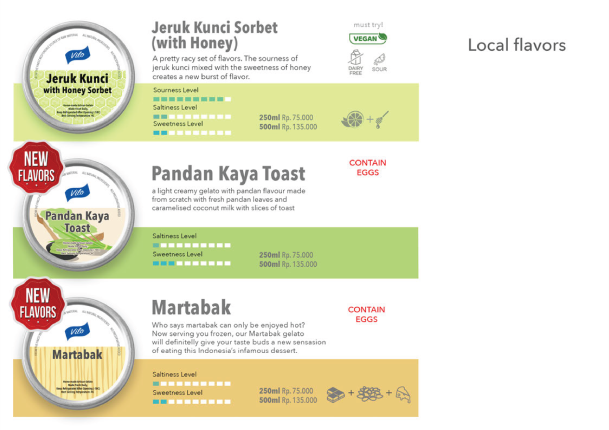 Local flavors
Jeruk Kunci Sorbet
(with Honey)
A pretty racy set of flavors. The sourness of
jeruk kunci mixed with the sweetness of honey
creates a new burst of flavor.
must try!
VEGAN
DAIRY
FREE
SOUR
Vilo
Jeruk Kunci
with Honey Sorbet
Sourness Level
Saltiness Level
Sweetness Level
250ml Rp. 75.000
500ml Rp. 135.000
NEW
FLAVORS
Vilo
Pandan Kaya
Toast
Pandan Kaya Toast
a light creamy gelato with pandan flavour made
from scratch with fresh pandan leaves and
caramelised coconut milk with slices of toast
CONTAIN
EGGS
Saltiness Level
Sweetness Level
250ml Rp. 75.000
500ml Rp. 135.000
NEW
FLAVORS
Vilo
Martabak
Martabak
Who says martabak can only be enjoyed hot?
Now serving you frozen, our Martabak gelato
will definitelly give your taste buds a new sensation
of eating this Indonesia's infamous dessert.
CONTAIN
EGGS
Saltiness Level
Sweetness Level
250ml Rp. 75.000
500ml Rp. 135.000